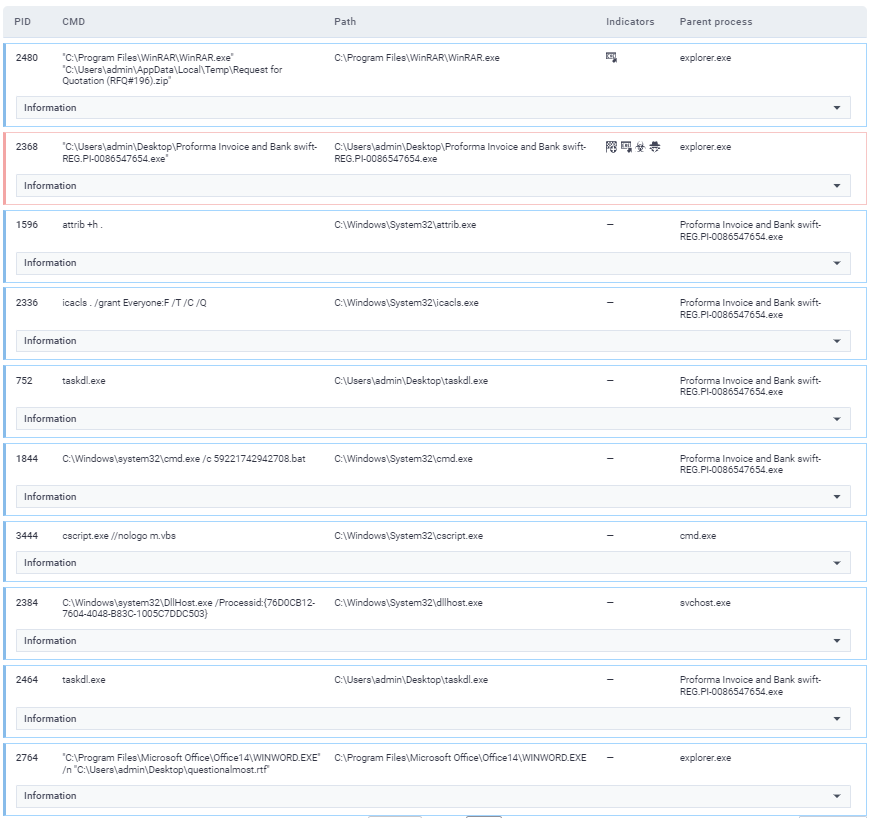 PID CMD Path Indicators Parent process
2480 "C:\Program Files\WinRAR\WinRAR.exe" C:\Program Files\WinRAR\WinRAR.exe explorer.exe
"C:\Users\admin\AppData\Local\Temp\Request for
Quotation (RFQ#196).zip"
Information
2368 "C:\Users\admin\Desktop\Proforma Invoice and Bank swift- C:\Users\admin\Desktop\Proforma Invoice and Bank swift- explorer.exe
REG.PI-0086547654.exe" REG.PI-0086547654.exe
Information
1596 attrib +h . C:\Windows\System32\attrib.exe — Proforma Invoice and Bank swift-
REG.PI-0086547654.exe
Information
2336 icacls . /grant Everyone:F /T /C /Q C:\Windows\System32\icacls.exe — Proforma Invoice and Bank swift-
REG.PI-0086547654.exe
Information
752 taskdl.exe C:\Users\admin\Desktop\taskdl.exe — Proforma Invoice and Bank swift-
REG.PI-0086547654.exe
Information
1844 C:\Windows\system32\cmd.exe /c 59221742942708.bat C:\Windows\System32\cmd.exe — Proforma Invoice and Bank swift-
REG.PI-0086547654.exe
Information
3444 cscript.exe //nologo m.vbs C:\Windows\System32\cscript.exe — cmd.exe
Information
2384 C:\Windows\system32\DllHost.exe /Processid:{76D0CB12- C:\Windows\System32\dllhost.exe — svchost.exe
7604-4048-B83C-1005C7DDC503}
Information
2464 taskdl.exe C:\Users\admin\Desktop\taskdl.exe — Proforma Invoice and Bank swift-
REG.PI-0086547654.exe
Information
2764 "C:\Program Files\Microsoft Office\Office14\WINWORD.EXE" C:\Program Files\Microsoft Office\Office14\WINWORD.EXE — explorer.exe
/n "C:\Users\admin\Desktop\questionalmost.rtf"
Information